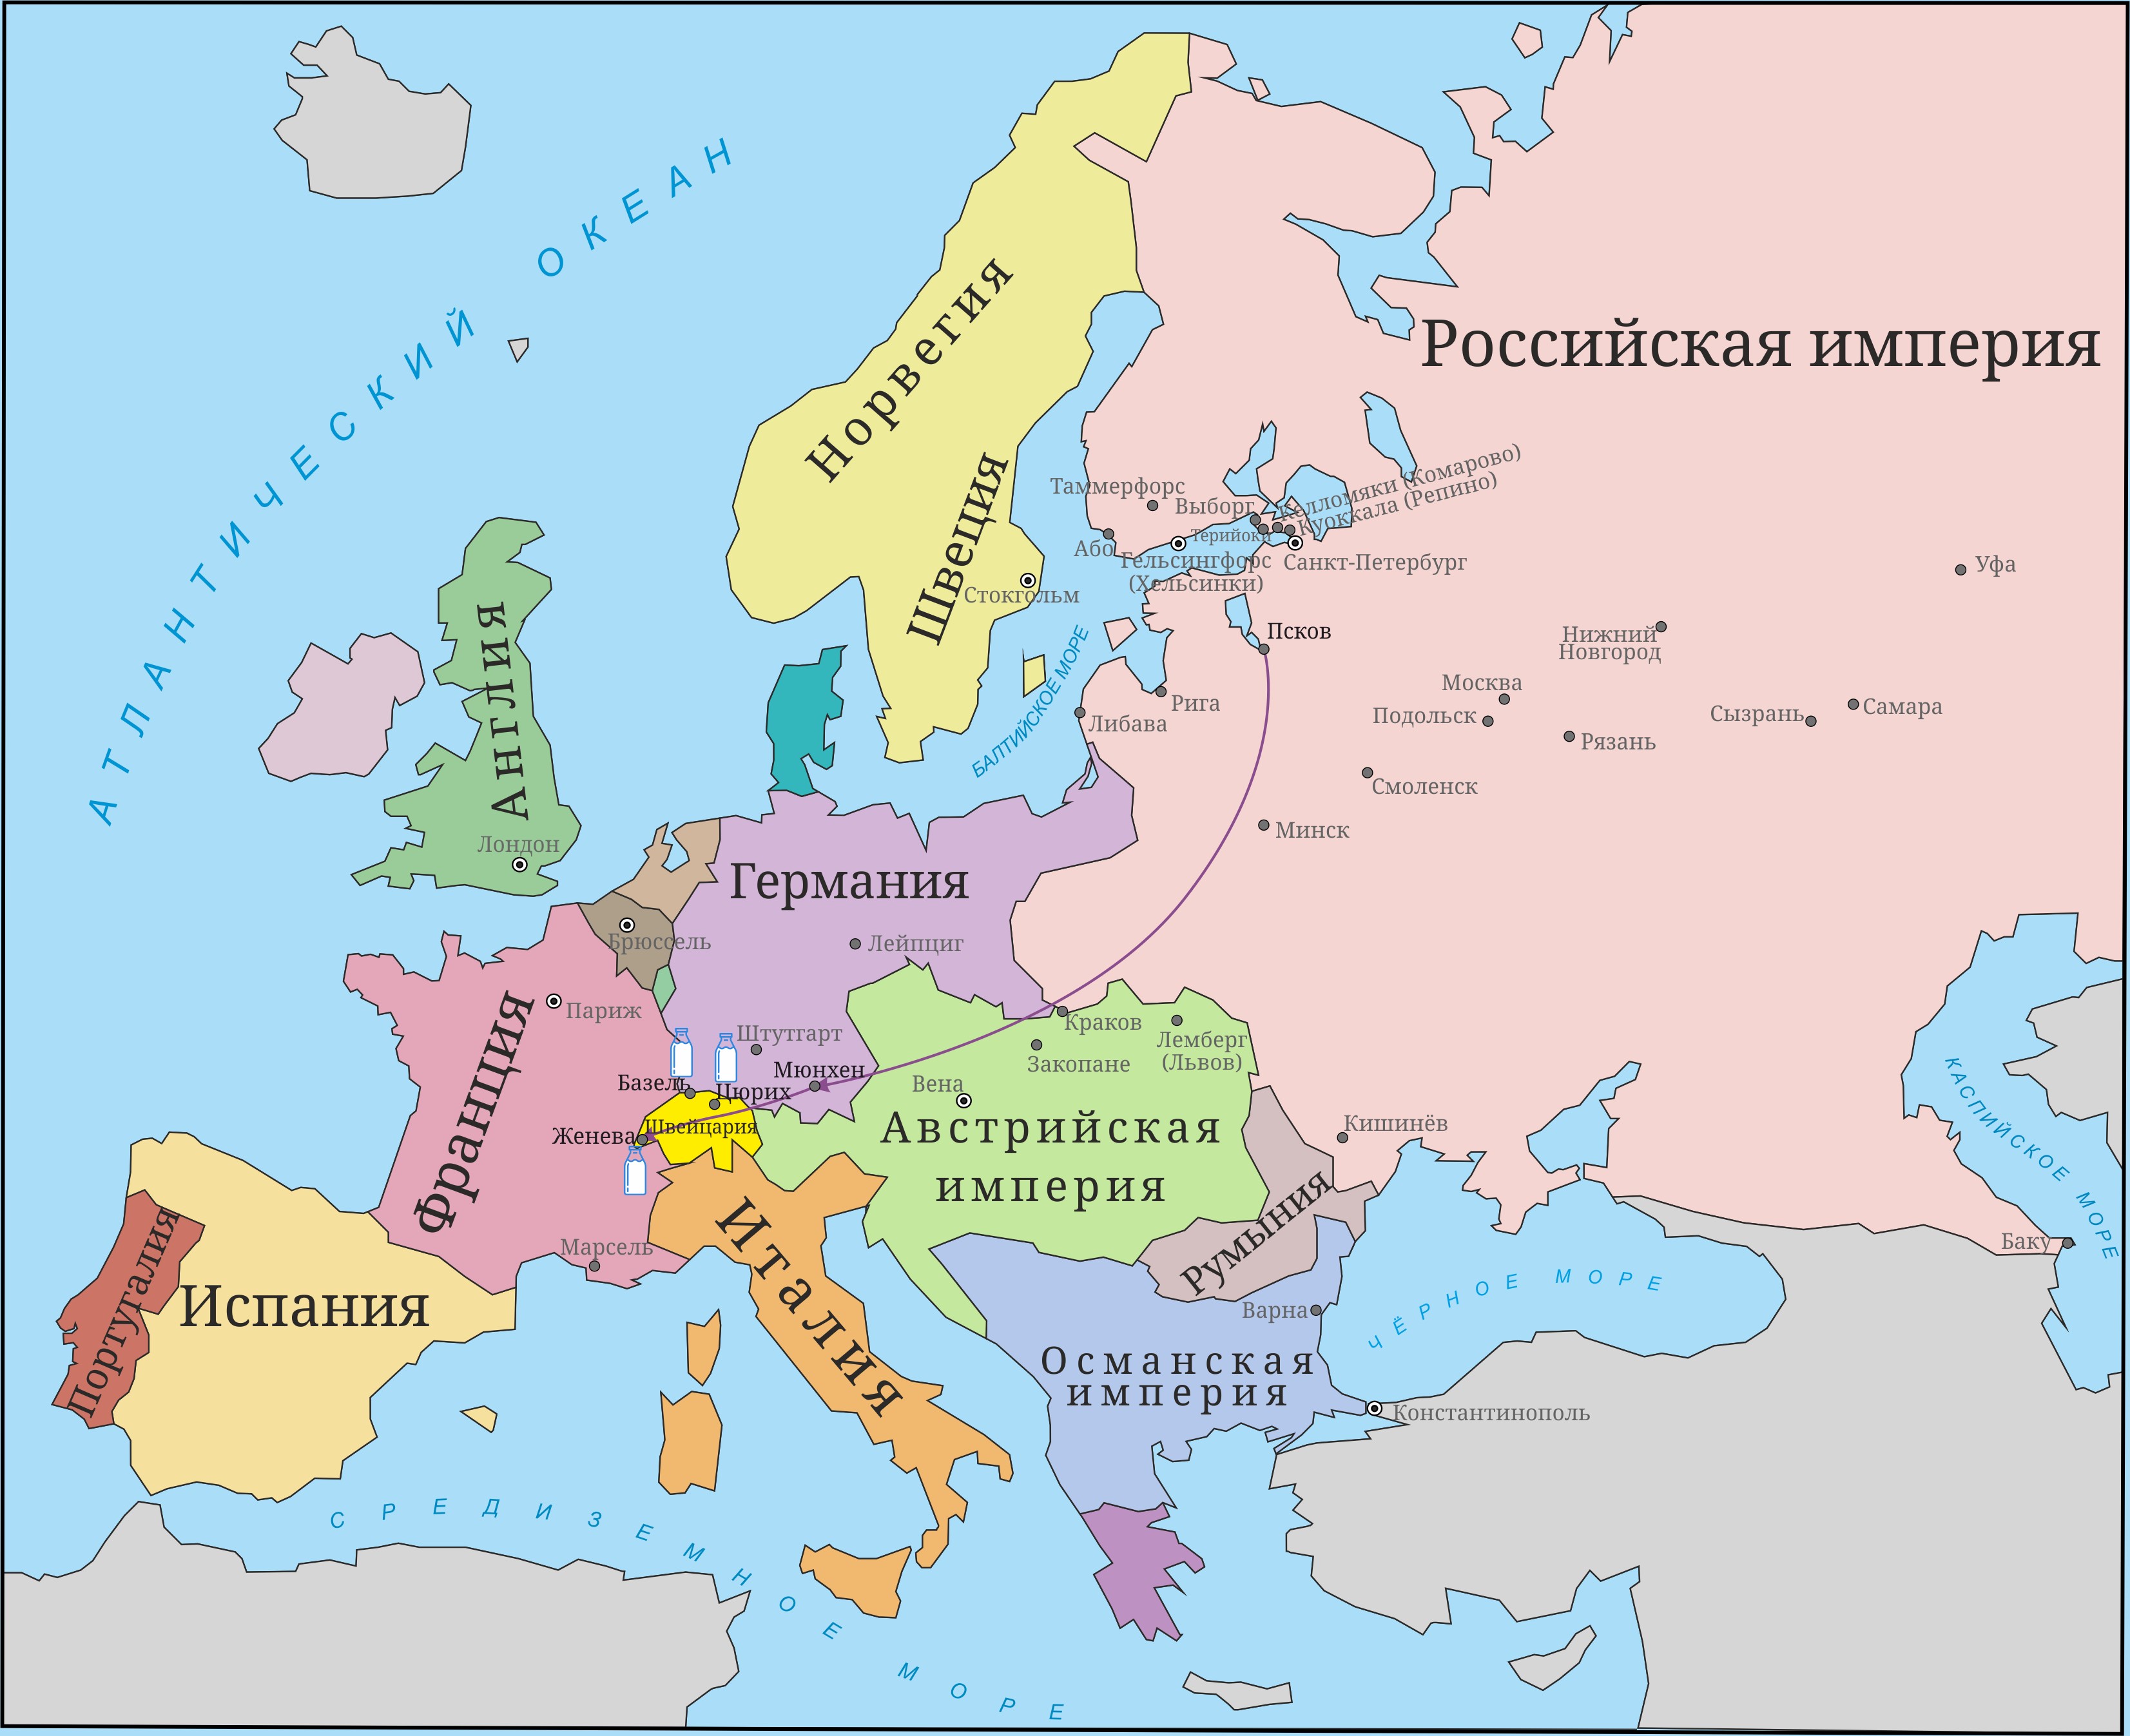 АТЛАНТИЧЕСКИЙ ОКЕАН
Норвегия
Швеция
Российская империя
Таммерфорс
Выборг
Келломяки (Комарово)
Куоккала (Репино)
Терийоки
Або
Гельсингфорс
(Хельсинки)
Санкт-Петербург
Стокгольм
Уфа
Псков
Нижний
Новгород
Москва
Подольск
Рязань
Сызрань
Самара
Рига
Либава
БАЛТИЙСКОЕ МОРЕ
Смоленск
Минск
Англия
Лондон
Германия
Брюссель
Лейпциг
Париж
Франция
Штутгарт
Краков
Лемберг
(Львов)
Закопане
Мюнхен
Базель
Цюрих
Вена
Швейцария
Женева
Австрийская
империя
Кишинёв
КАСПИЙСКОЕ МОРЕ
Румыния
Баку
Италия
Марсель
Португалия
Испания
Варна
ЧЁРНОЕ МОРЕ
Османская
империя
Константинополь
СРЕДИЗЕМНОЕ МОРЕ